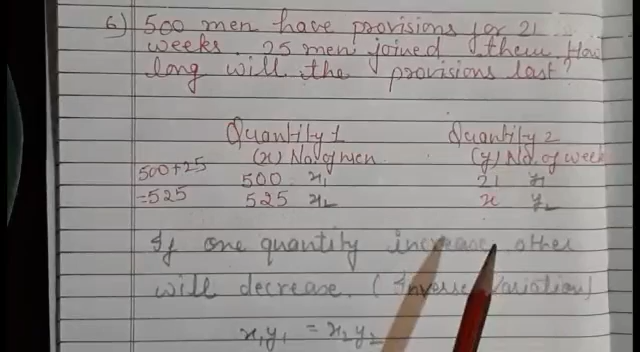 6) 500 men have provisions for 21
weeks. 25 men joined them How
long will the provisions last?
Quantity 1 Quantity 2
(x) No. of men (y) No. of week
500+25 500 x₁ 21 y₁
=525 525 x₂ x y₂
If one quantity increase other
will decrease. (Inverse Variation)
x₁y₁ = x₂y₂